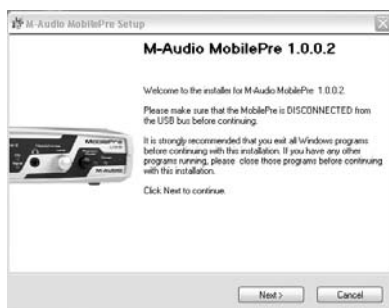 M-Audio MobilePre Setup
M-Audio MobilePre 1.0.0.2
Welcome to the installer for M-Audio MobilePre 1.0.0.2
Please make sure that the MobilePre is DISCONNECTED from
the USB bus before continuing.
It is strongly recommended that you exit all Windows programs
before continuing with this installation. If you have any other
programs running, please close those programs before continuing
with this installation.
Click Next to continue.
MobilePre
USB
M-AUDIO
Next >
Cancel